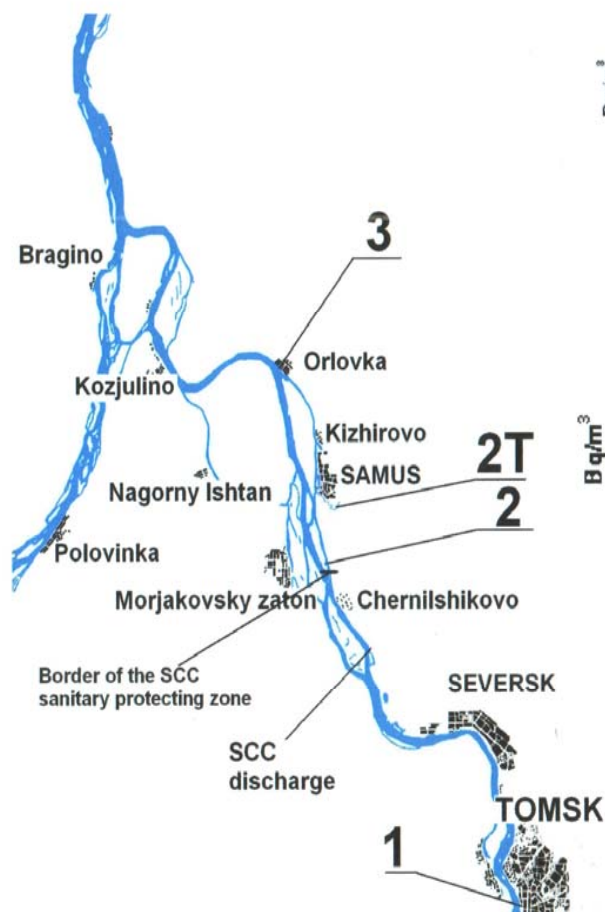 Bragino
3
Orlovka
Kozjulino
Kizhirovo
2T
SAMUS
Nagorny Ishtan
2
Bq/m³
Polovinka
Morjakovsky zaton
Chernilshikovo
Border of the SCC
sanitary protecting zone
SEVERSK
SCC
discharge
TOMSK
1